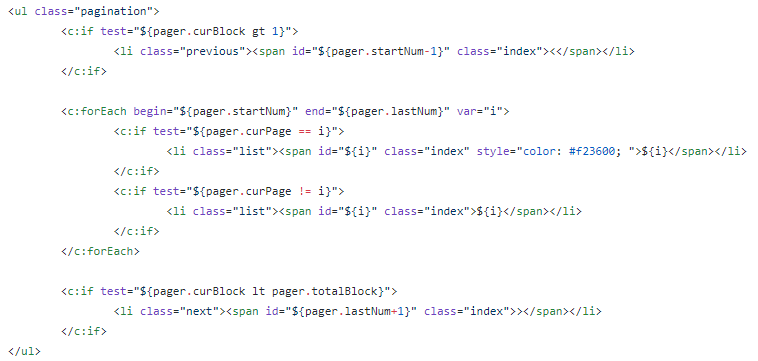 <ul class="pagination">
<c:if test="${pager.curBlock gt 1}">
<li class="previous"><span id="${pager.startNum-1}" class="index"><</span></li>
</c:if>
<c:forEach begin="${pager.startNum}" end="${pager.lastNum}" var="i">
<c:if test="${pager.curPage == i}">
<li class="list"><span id="${i}" class="index" style="color: #f23600; ">${i}</span></li>
</c:if>
<c:if test="${pager.curPage != i}">
<li class="list"><span id="${i}" class="index">${i}</span></li>
</c:if>
</c:forEach>
<c:if test="${pager.curBlock lt pager.totalBlock}">
<li class="next"><span id="${pager.lastNum+1}" class="index">></span></li>
</c:if>
</ul>